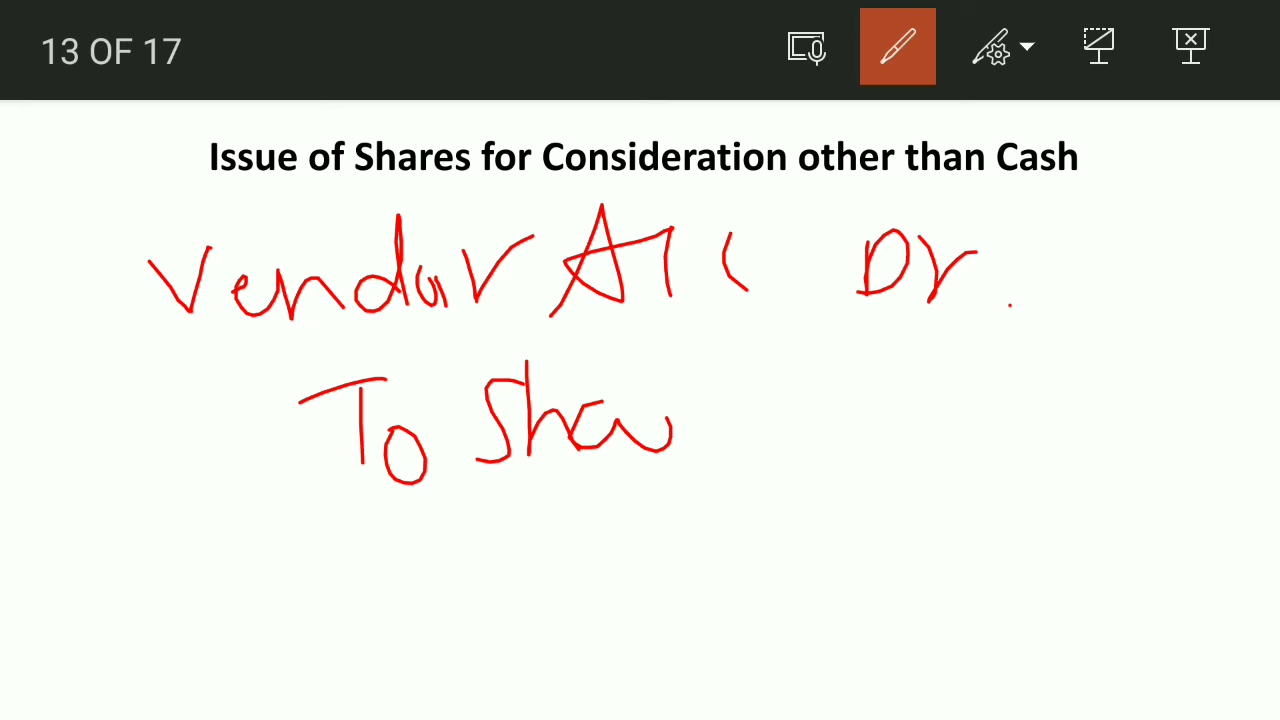 13 OF 17
Issue of Shares for Consideration other than Cash
Vendor A/c Dr.
To Sha